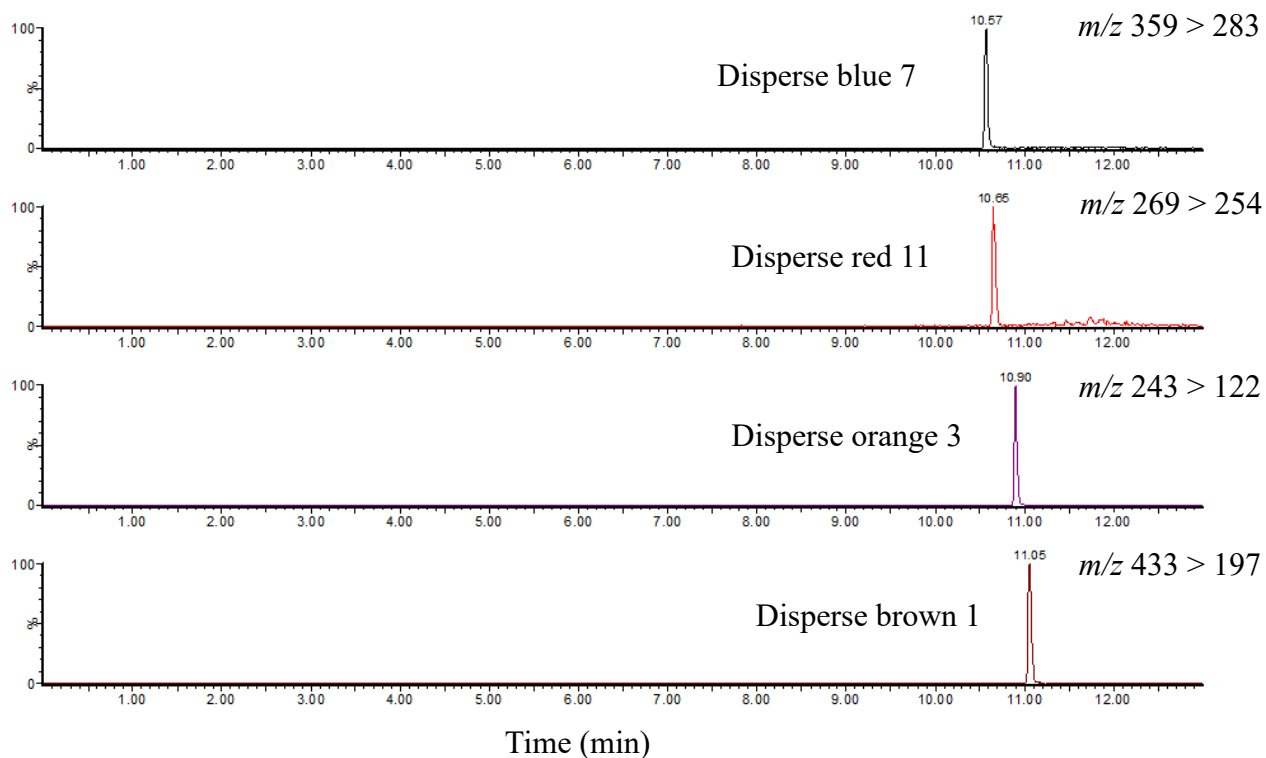 10.57
m/z 359 > 283
100
Disperse blue 7
%
0
1.00 2.00 3.00 4.00 5.00 6.00 7.00 8.00 9.00 10.00 11.00 12.00
10.65
m/z 269 > 254
100
Disperse red 11
%
0
1.00 2.00 3.00 4.00 5.00 6.00 7.00 8.00 9.00 10.00 11.00 12.00
10.90
m/z 243 > 122
100
Disperse orange 3
%
0
1.00 2.00 3.00 4.00 5.00 6.00 7.00 8.00 9.00 10.00 11.00 12.00
11.05
m/z 433 > 197
100
Disperse brown 1
%
0
1.00 2.00 3.00 4.00 5.00 6.00 7.00 8.00 9.00 10.00 11.00 12.00
Time (min)